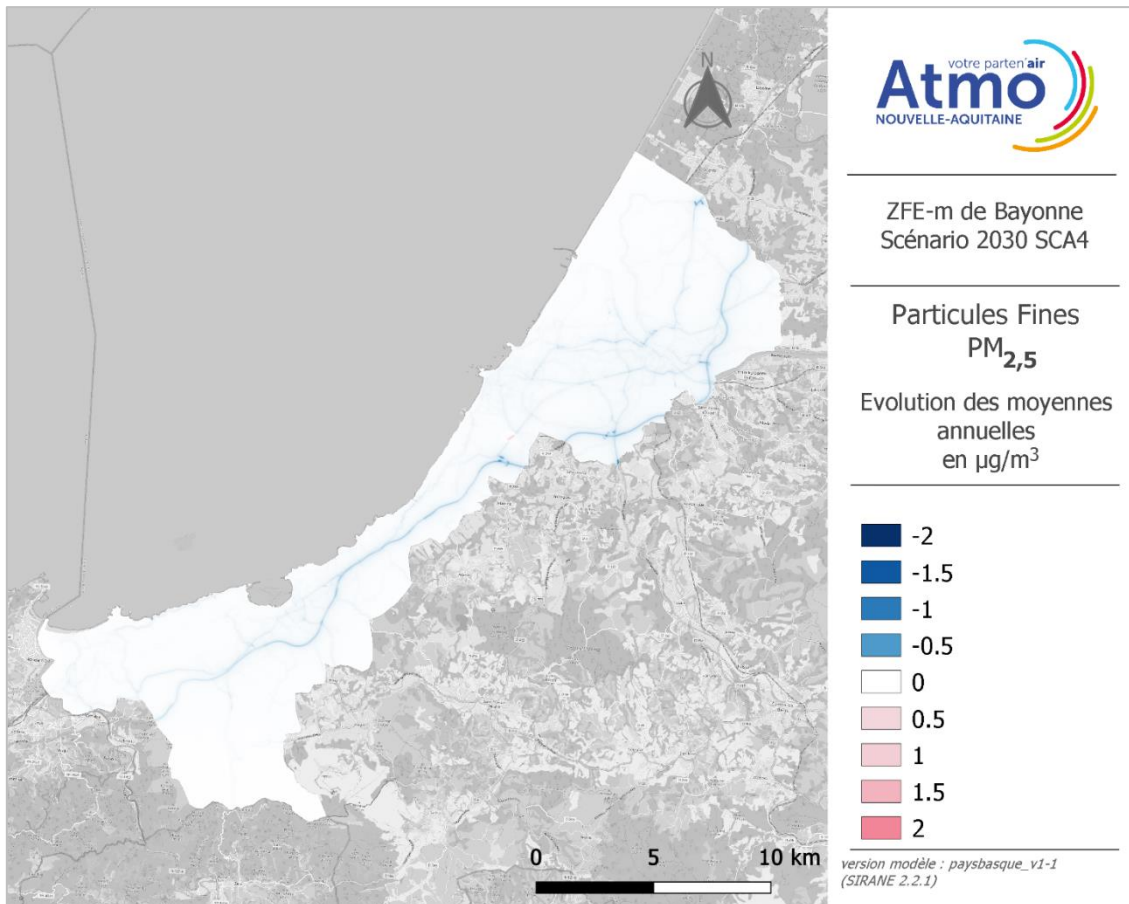 N
votre parten'air
Atmo
NOUVELLE-AQUITAINE
ZFE-m de Bayonne
Scénario 2030 SCA4
Particules Fines
PM2,5
Evolution des moyennes
annuelles
en µg/m3
-2
-1.5
-1
-0.5
0
0.5
1
1.5
2
0 5 10 km
version modèle : paysbasque_v1-1
(SIRANE 2.2.1)